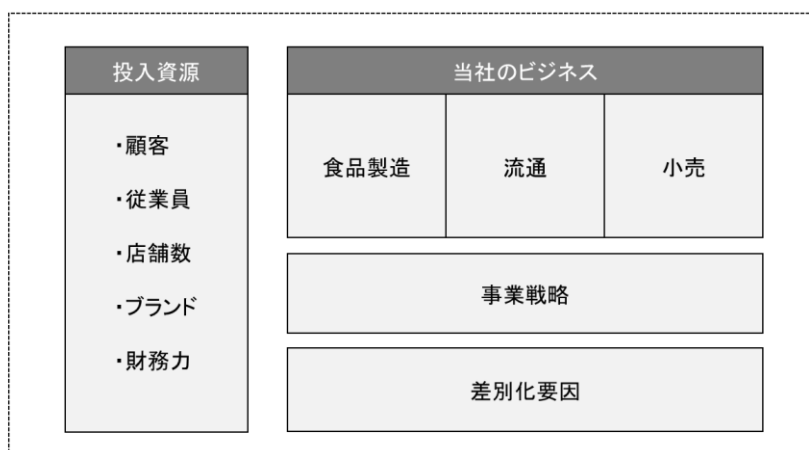 投入資源
・顧客
・従業員
・店舗数
・ブランド
・財務力
当社のビジネス
食品製造
流通
小売
事業戦略
差別化要因